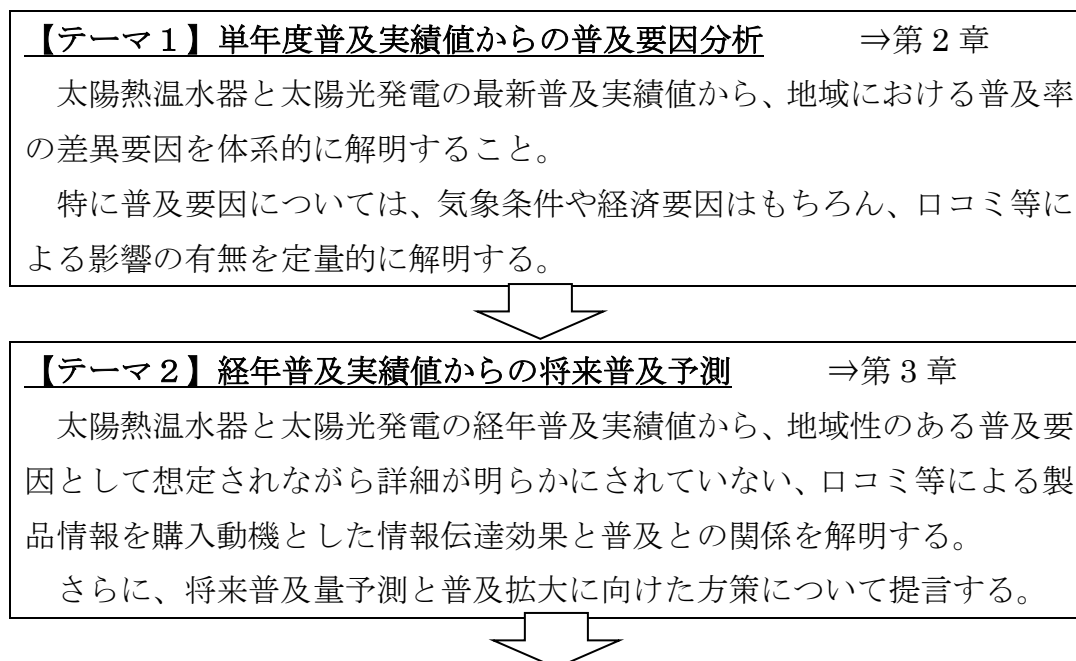 【テーマ１】単年度普及実績値からの普及要因分析　　　⇒第２章
　太陽熱温水器と太陽光発電の最新普及実績値から、地域における普及率
の差異要因を体系的に解明すること。
　特に普及要因については、気象条件や経済要因はもちろん、口コミ等に
よる影響の有無を定量的に解明する。
【テーマ２】経年普及実績値からの将来普及予測　　　⇒第３章
　太陽熱温水器と太陽光発電の経年普及実績値から、地域性のある普及要
因として想定されながら詳細が明らかにされていない、口コミ等による製
品情報を購入動機とした情報伝達効果と普及との関係を解明する。
　さらに、将来普及量予測と普及拡大に向けた方策について提言する。